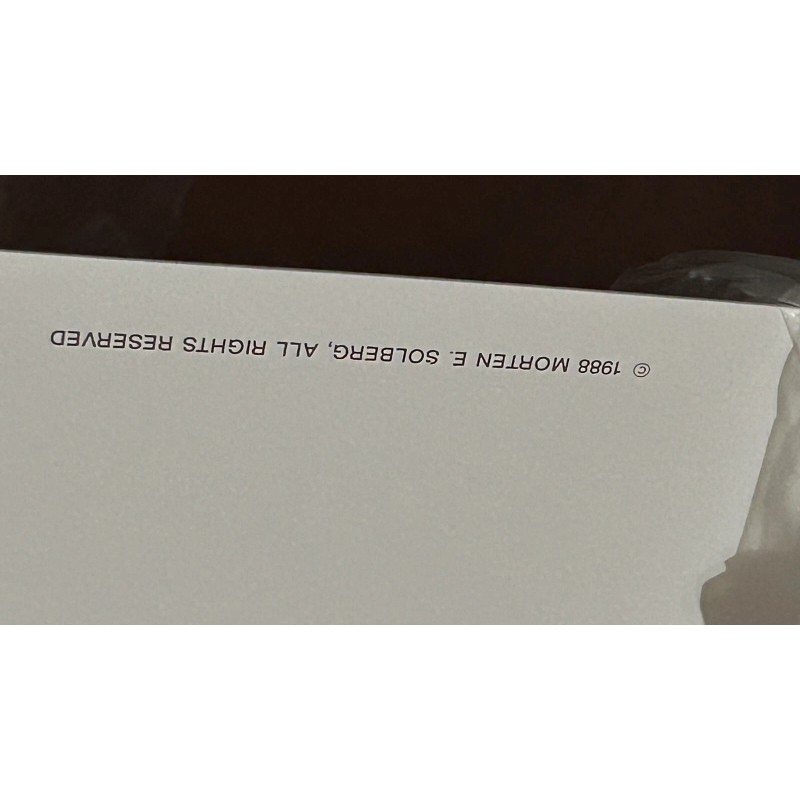 © 1988 MORTEN E. SOLBERG, ALL RIGHTS RESERVED